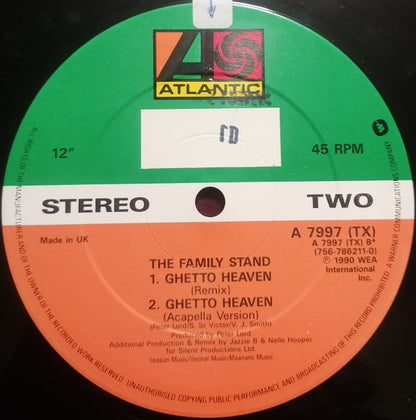 ATLANTIC
12"
45 RPM
STEREO
TWO
Made in UK
A 7997 (TX)
A 7997 (TX) B*
(756-786211-0)
℗ 1990 WEA
International
Inc.
THE FAMILY STAND
1. GHETTO HEAVEN
(Remix)
2. GHETTO HEAVEN
(Acapella Version)
(Peter Lord/S. St Victor/V. J. Smith)
Produced by Peter Lord
Additional Production & Remix by Jazzie B & Nelle Hooper
for Silent Productions Ltd.
Leosun Music/Vermal Music/Maanami Music
ALL RIGHTS OF THE MANUFACTURER AND OF THE OWNER OF THE RECORDED WORK RESERVED. UNAUTHORISED COPYING PUBLIC PERFORMANCE AND BROADCASTING OF THIS RECORD PROHIBITED. A WARNER COMMUNICATIONS COMPANY